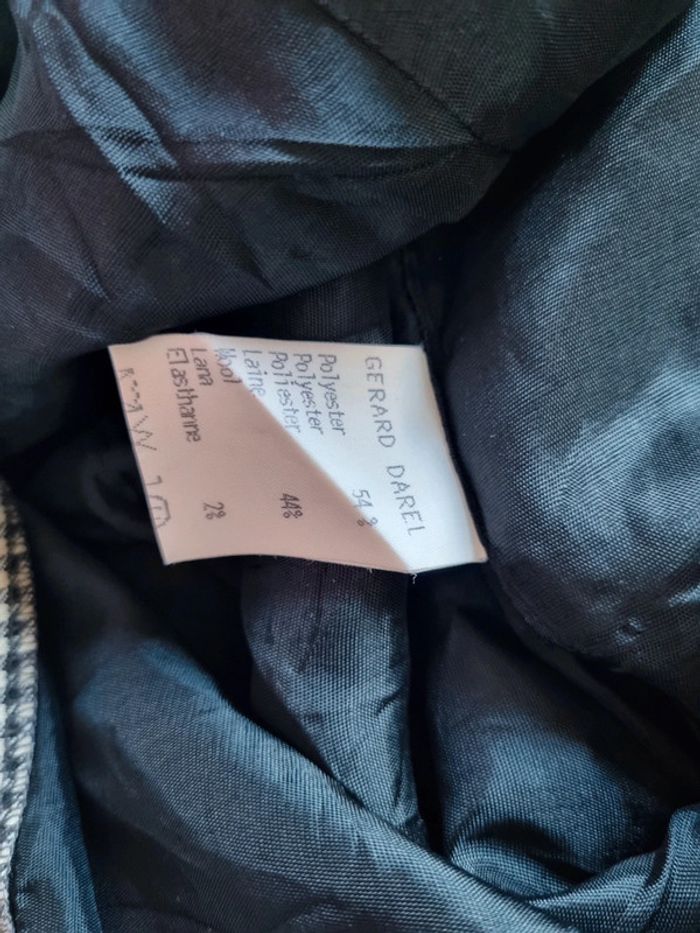 GERARD DAREL
Polyester 54%
Polyester
Poliester
Laine 44%
Wool
Lana
Elasthanne 2%